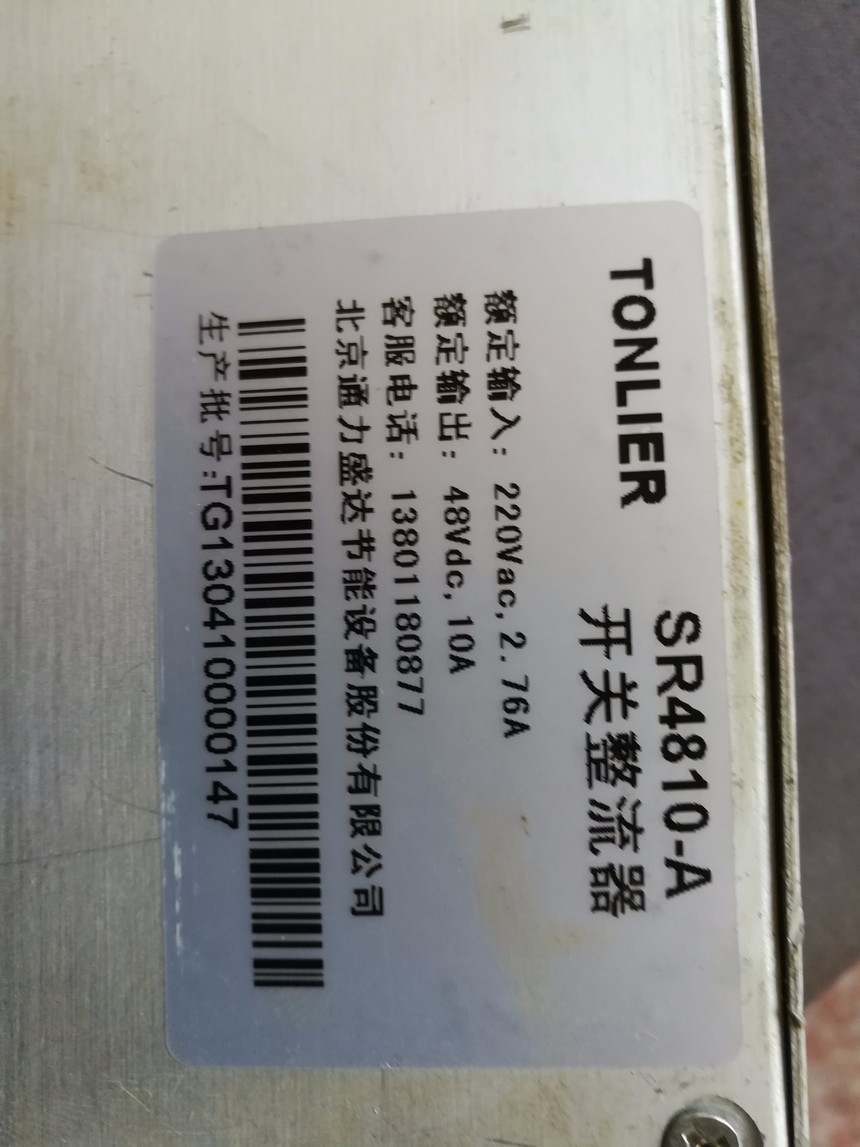 TONLIER
SR4810-A
开关整流器
额定输入: 220Vac, 2.76A
额定输出: 48Vdc, 10A
客服电话: 13801180877
北京通力盛达节能设备股份有限公司
生产批号:TG130410000147